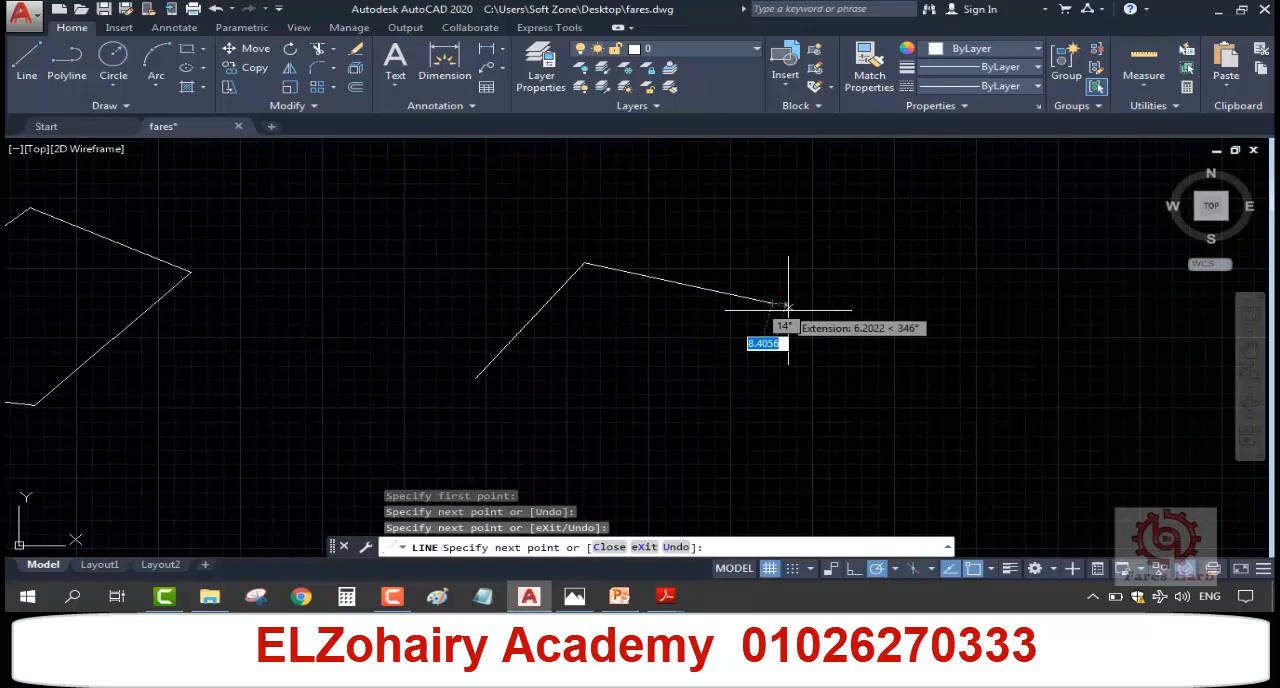 Autodesk AutoCAD 2020 C:\Users\Soft Zone\Desktop\fares.dwg
Type a keyword or phrase
Sign In
Home Insert Annotate Parametric View Manage Output Collaborate Express Tools
Line Polyline Circle Arc
Move
Copy
Text Dimension
Layer Properties
0
Insert
Match Properties
ByLayer
ByLayer
ByLayer
Group
Measure
Paste
Draw Modify Annotation Layers Block Properties Groups Utilities Clipboard
Start fares*
[−][Top][2D Wireframe]
N
W TOP E
S
WCS
14° Extension: 6.2022 < 346°
8.4056
Y
X
Specify first point:
Specify next point or [Undo]:
Specify next point or [eXit/Undo]:
LINE Specify next point or [Close eXit Undo]:
Model Layout1 Layout2
MODEL
Fares Harb
ENG
ELZohairy Academy 01026270333